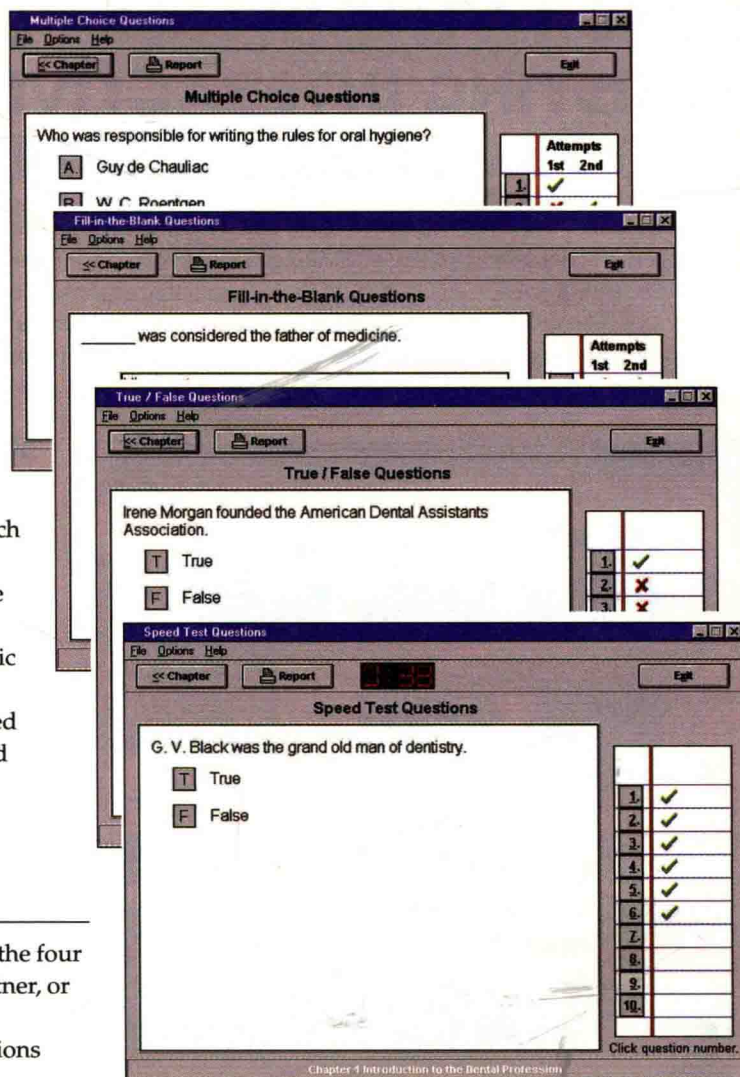 Multiple Choice Questions
File Options Help
<< Chapter Report Exit
Multiple Choice Questions
Who was responsible for writing the rules for oral hygiene?
A. Guy de Chauliac
B. W. C. Roentgen
Attempts
1st 2nd
1.
Fill-in-the-Blank Questions
File Options Help
<< Chapter Report Exit
Fill-in-the-Blank Questions
______ was considered the father of medicine.
Attempts
1st 2nd
True / False Questions
File Options Help
<< Chapter Report Exit
True / False Questions
Irene Morgan founded the American Dental Assistants
Association.
T True
F False
1.
2.
3.
Speed Test Questions
File Options Help
<< Chapter Report Exit
Speed Test Questions
G. V. Black was the grand old man of dentistry.
T True
F False
1.
2.
3.
4.
5.
6.
7.
8.
9.
10.
Click question number.
Chapter 1 Introduction to the Dental Profession
ch
e
ic
ed
d
the four
ner, or
ions